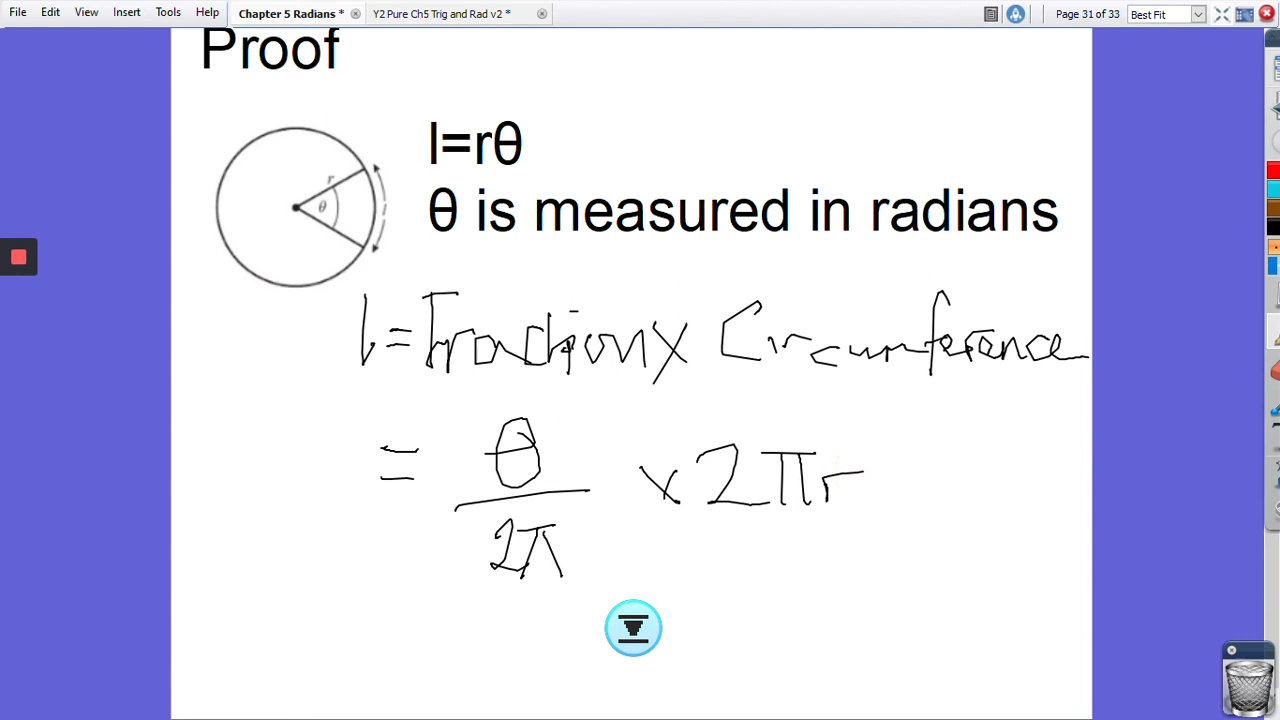 File Edit View Insert Tools Help Chapter 5 Radians * Y2 Pure Ch5 Trig and Rad v2 * Page 31 of 33 Best Fit
Proof
l=rθ
θ is measured in radians
r
θ
l
l = Fraction × Circumference
= θ/2π × 2πr